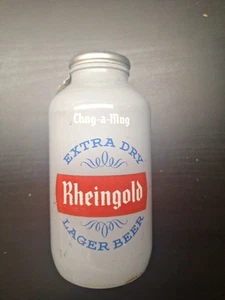 Chug-a-Mug
EXTRA DRY
Rheingold
LAGER BEER